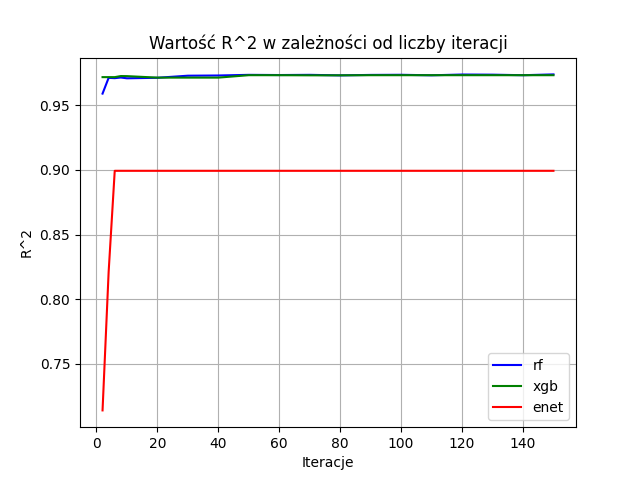 Wartość R^2 w zależności od liczby iteracji
R^2
0.95
0.90
0.85
0.80
0.75
0
20
40
60
80
100
120
140
Iteracje
rf
xgb
enet